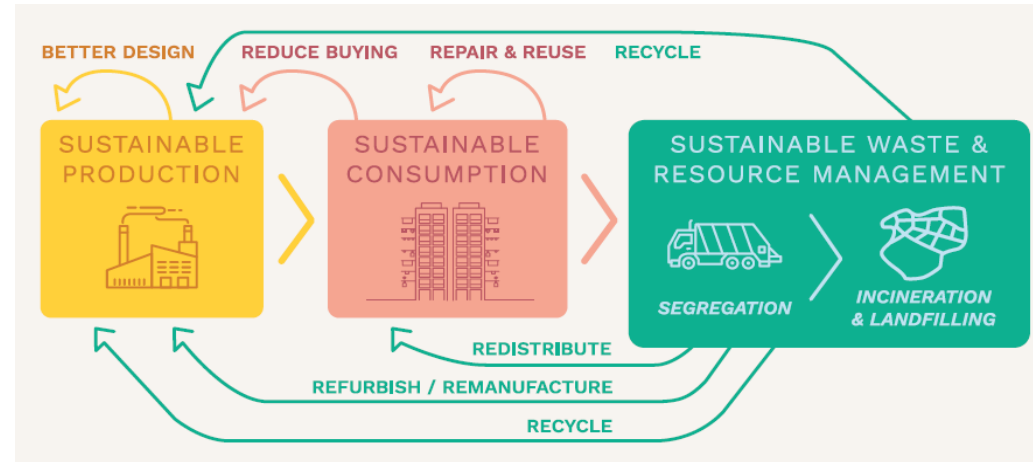 BETTER DESIGN
REDUCE BUYING
REPAIR & REUSE
RECYCLE
SUSTAINABLE
PRODUCTION
SUSTAINABLE
CONSUMPTION
SUSTAINABLE WASTE &
RESOURCE MANAGEMENT
SEGREGATION
INCINERATION
& LANDFILLING
REDISTRIBUTE
REFURBISH / REMANUFACTURE
RECYCLE